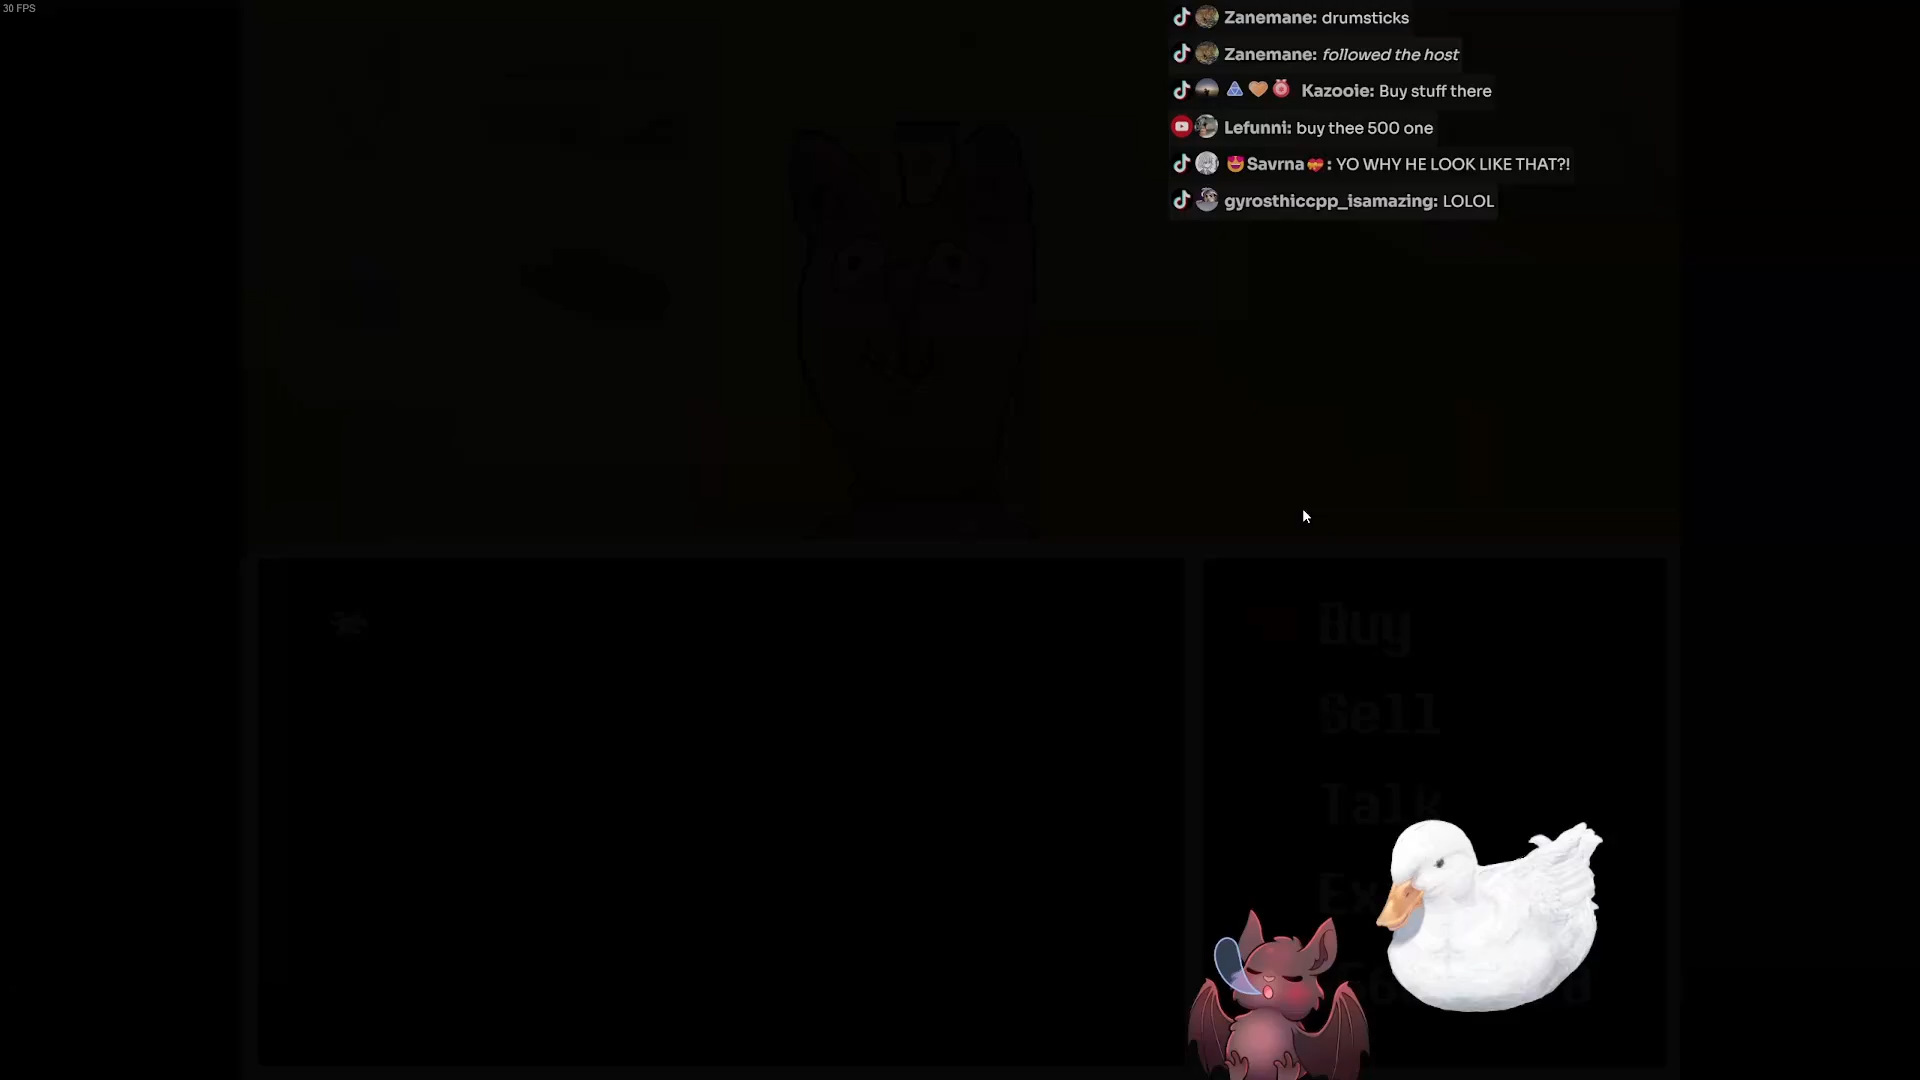 30 FPS
Zanemane: drumsticks
Zanemane: followed the host
Kazooie: Buy stuff there
Lefunni: buy thee 500 one
Savrna: YO WHY HE LOOK LIKE THAT?!
gyrosthiccpp_isamazing: LOLOL
Buy
Sell
Talk